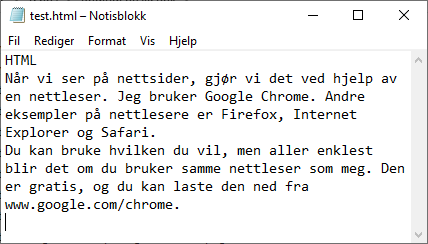 test.html – Notisblokk
Fil Rediger Format Vis Hjelp
HTML
Når vi ser på nettsider, gjør vi det ved hjelp av
en nettleser. Jeg bruker Google Chrome. Andre
eksempler på nettlesere er Firefox, Internet
Explorer og Safari.
Du kan bruke hvilken du vil, men aller enklest
blir det om du bruker samme nettleser som meg. Den
er gratis, og du kan laste den ned fra
www.google.com/chrome.